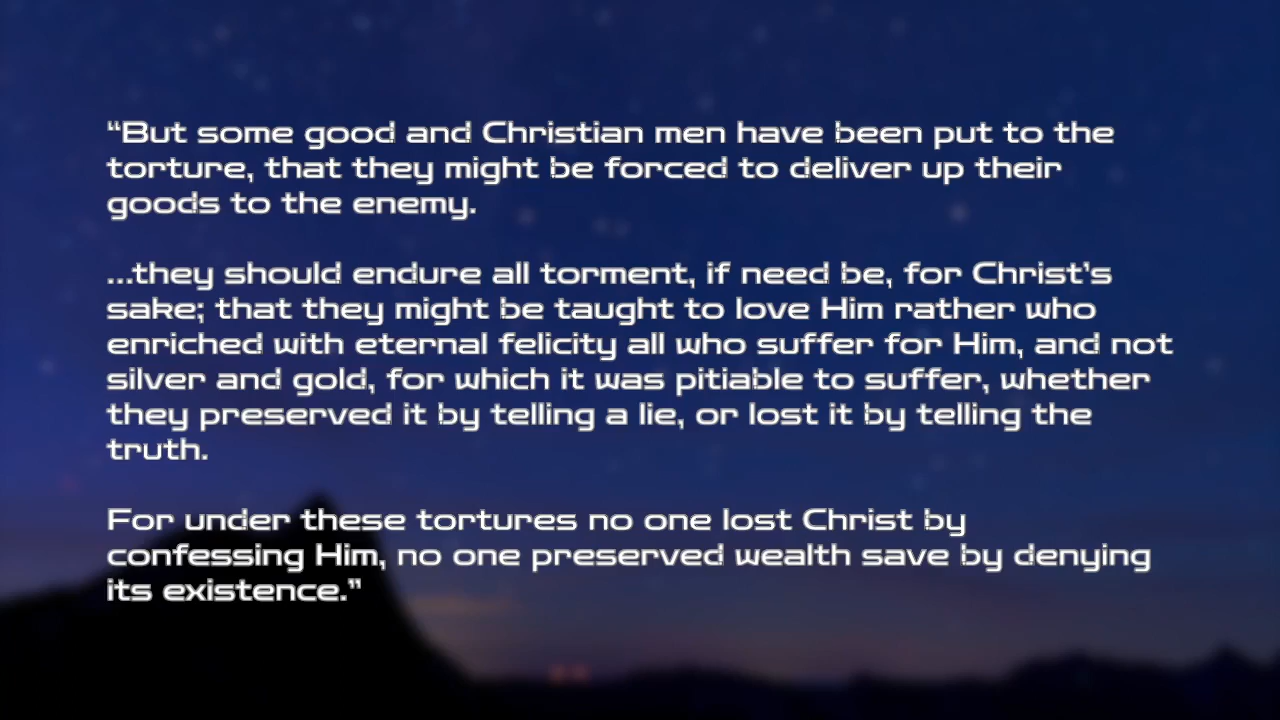 “But some good and Christian men have been put to the
torture, that they might be forced to deliver up their
goods to the enemy.
...they should endure all torment, if need be, for Christ's
sake; that they might be taught to love Him rather who
enriched with eternal felicity all who suffer for Him, and not
silver and gold, for which it was pitiable to suffer, whether
they preserved it by telling a lie, or lost it by telling the
truth.
For under these tortures no one lost Christ by
confessing Him, no one preserved wealth save by denying
its existence.”